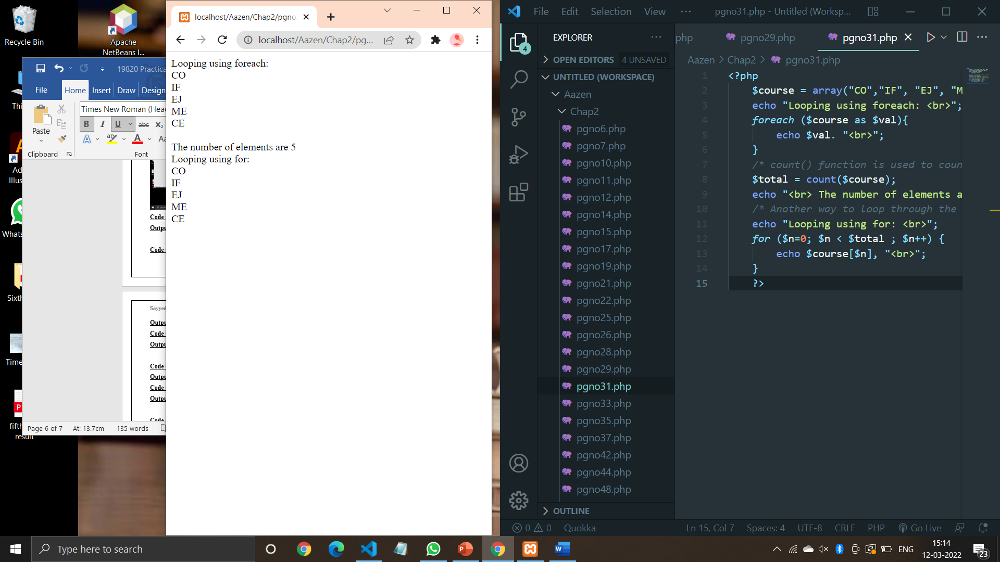 Recycle Bin
Apache
NetBeans I...
19820 Practica
File
Home
Insert
Draw
Design
Times New Roman (Hea
Paste
B
I
U
abc
x₂
A
ab
A
Aa
Clipboard
Font
Code
Outpu
Code
Sayyed
Outpu
Code
Outpu
Code
Outpu
Code
Outpu
Code
Page 6 of 7
At: 13.7cm
135 words
Thi
Ad
Illus
Whats
Sixth
Time
fifth
result
localhost/Aazen/Chap2/pgno
localhost/Aazen/Chap2/pg...
Looping using foreach:
CO
IF
EJ
ME
CE
The number of elements are 5
Looping using for:
CO
IF
EJ
ME
CE
File
Edit
Selection
View
...
pgno31.php - Untitled (Worksp...
EXPLORER
4
OPEN EDITORS
4 UNSAVED
UNTITLED (WORKSPACE)
Aazen
Chap2
pgno6.php
pgno7.php
pgno10.php
pgno11.php
pgno12.php
pgno14.php
pgno15.php
pgno17.php
pgno19.php
pgno21.php
pgno22.php
pgno25.php
pgno26.php
pgno28.php
pgno29.php
pgno31.php
pgno33.php
pgno35.php
pgno37.php
pgno42.php
pgno44.php
pgno48.php
OUTLINE
php
pgno29.php
pgno31.php
Aazen > Chap2 > pgno31.php
1 <?php
2 $course = array("CO","IF", "EJ", "M
3 echo "Looping using foreach: <br>";
4 foreach ($course as $val){
5 echo $val. "<br>";
6 }
7 /* count() function is used to coun
8 $total = count($course);
9 echo "<br> The number of elements a
10 /* Another way to loop through the
11 echo "Looping using for: <br>";
12 for ($n=0; $n < $total ; $n++) {
13 echo $course[$n], "<br>";
14 }
15 ?>
0
0
Quokka
Ln 15, Col 7
Spaces: 4
UTF-8
CRLF
PHP
Go Live
Type here to search
ENG
15:14
12-03-2022
23